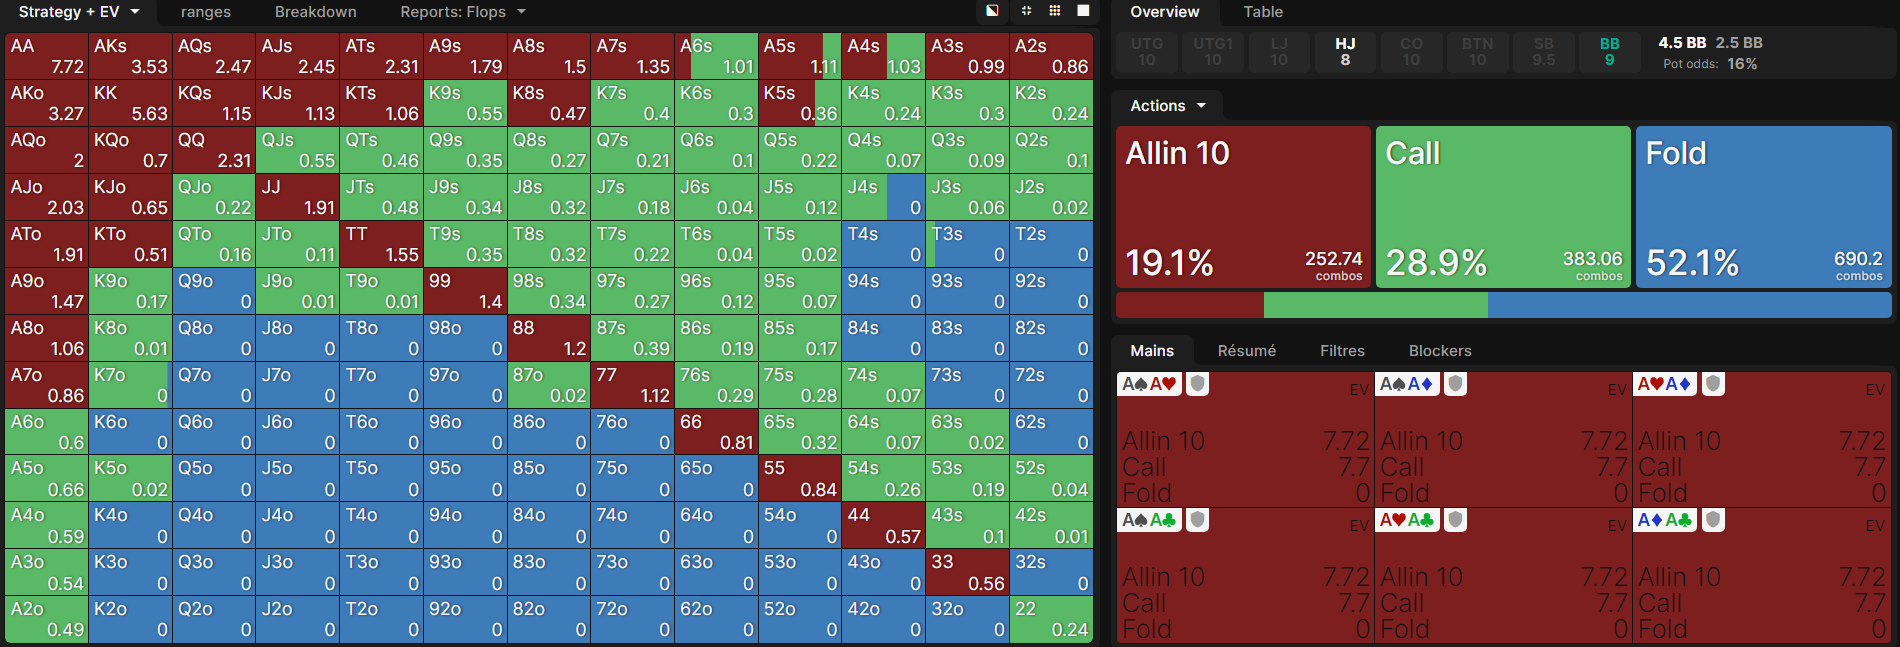 Strategy + EV ranges Breakdown Reports: Flops
AA AKs AQs AJs ATs A9s A8s A7s A6s A5s A4s A3s A2s
7.72 3.53 2.47 2.45 2.31 1.79 1.5 1.35 1.01 1.11 1.03 0.99 0.86
AKo KK KQs KJs KTs K9s K8s K7s K6s K5s K4s K3s K2s
3.27 5.63 1.15 1.13 1.06 0.55 0.47 0.4 0.3 0.36 0.24 0.3 0.24
AQo KQo QQ QJs QTs Q9s Q8s Q7s Q6s Q5s Q4s Q3s Q2s
2 0.7 2.31 0.55 0.46 0.35 0.27 0.21 0.1 0.22 0.07 0.09 0.1
AJo KJo QJo JJ JTs J9s J8s J7s J6s J5s J4s J3s J2s
2.03 0.65 0.22 1.91 0.48 0.34 0.32 0.18 0.04 0.12 0 0.06 0.02
ATo KTo QTo JTo TT T9s T8s T7s T6s T5s T4s T3s T2s
1.91 0.51 0.16 0.11 1.55 0.35 0.32 0.22 0.04 0.02 0 0 0
A9o K9o Q9o J9o T9o 99 98s 97s 96s 95s 94s 93s 92s
1.47 0.17 0 0.01 0.01 1.4 0.34 0.27 0.12 0.07 0 0 0
A8o K8o Q8o J8o T8o 98o 88 87s 86s 85s 84s 83s 82s
1.06 0.01 0 0 0 0 1.2 0.39 0.19 0.17 0 0 0
A7o K7o Q7o J7o T7o 97o 87o 77 76s 75s 74s 73s 72s
0.86 0 0 0 0 0 0.02 1.12 0.29 0.28 0.07 0 0
A6o K6o Q6o J6o T6o 96o 86o 76o 66 65s 64s 63s 62s
0.6 0 0 0 0 0 0 0 0.81 0.32 0.07 0.02 0
A5o K5o Q5o J5o T5o 95o 85o 75o 65o 55 54s 53s 52s
0.66 0.02 0 0 0 0 0 0 0 0.84 0.26 0.19 0.04
A4o K4o Q4o J4o T4o 94o 84o 74o 64o 54o 44 43s 42s
0.59 0 0 0 0 0 0 0 0 0 0.57 0.1 0.01
A3o K3o Q3o J3o T3o 93o 83o 73o 63o 53o 43o 33 32s
0.54 0 0 0 0 0 0 0 0 0 0 0.56 0
A2o K2o Q2o J2o T2o 92o 82o 72o 62o 52o 42o 32o 22
0.49 0 0 0 0 0 0 0 0 0 0 0 0.24
Overview Table
UTG UTG1 LJ HJ CO BTN SB BB 4.5 BB 2.5 BB
10 10 10 8 10 10 9.5 9 Pot odds: 16%
Actions
Allin 10 Call Fold
19.1% 252.74 combos 28.9% 383.06 combos 52.1% 690.2 combos
Mains Résumé Filtres Blockers
A♠A♥ EV A♠A♦ EV A♥A♦ EV
Allin 10 7.72 Allin 10 7.72 Allin 10 7.72
Call 7.7 Call 7.7 Call 7.7
Fold 0 Fold 0 Fold 0
A♠A♣ EV A♥A♣ EV A♦A♣ EV
Allin 10 7.72 Allin 10 7.72 Allin 10 7.72
Call 7.7 Call 7.7 Call 7.7
Fold 0 Fold 0 Fold 0